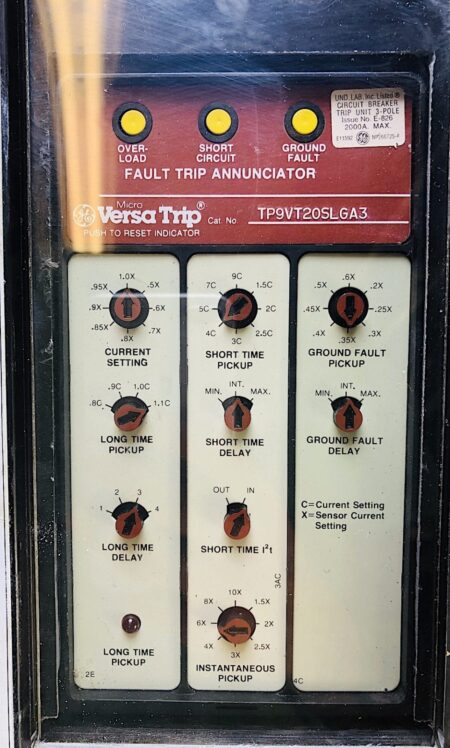 UND. LAB. Inc. Listed ®
CIRCUIT BREAKER
TRIP UNIT 3-POLE
Issue No. E-826
2000A. MAX.
OVER-
LOAD
SHORT
CIRCUIT
GROUND
FAULT
FAULT TRIP ANNUNCIATOR
Micro
Versa Trip® Cat. No. TP9VT20SLGA3
PUSH TO RESET INDICATOR
1.0X
.95X .5X
.9X .6X
.85X .7X
.8X
CURRENT
SETTING
.9C 1.0C
.8C 1.1C
LONG TIME
PICKUP
2 3
1 4
LONG TIME
DELAY
LONG TIME
PICKUP
2E
9C
7C 1.5C
5C 2C
4C 2.5C
3C
SHORT TIME
PICKUP
MIN. INT. MAX.
SHORT TIME
DELAY
OUT IN
SHORT TIME I²t
3AC
10X
8X 1.5X
6X 2X
4X 2.5X
3X
INSTANTANEOUS
PICKUP
.6X
.5X .2X
.45X .25X
.4X .3X
.35X
GROUND FAULT
PICKUP
MIN. INT. MAX.
GROUND FAULT
DELAY
C=Current Setting
X=Sensor Current
Setting
4C